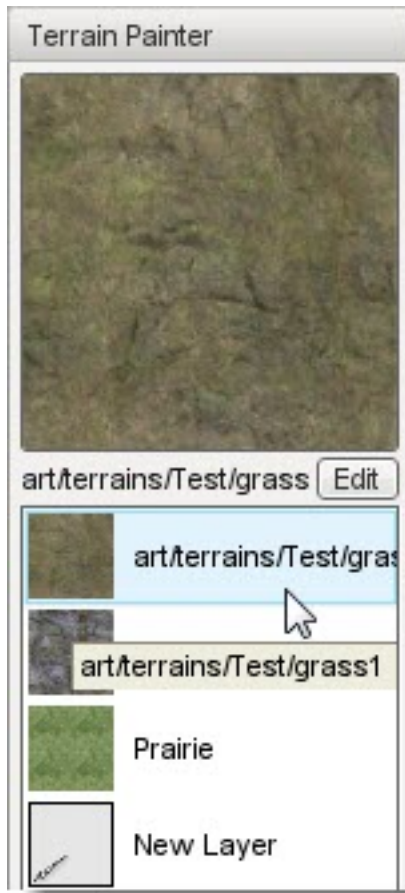 Terrain Painter
art/terrains/Test/grass Edit
art/terrains/Test/gras
art/terrains/Test/grass1
Prairie
New Layer